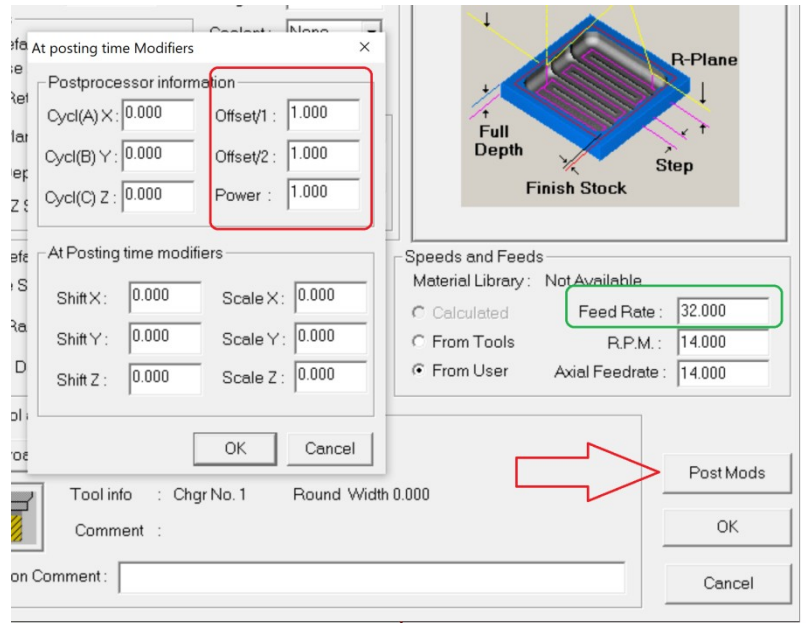 At posting time Modifiers
Postprocessor information
Cycl(A) X : 0.000 Offset/1 : 1.000
Cycl(B) Y : 0.000 Offset/2 : 1.000
Cycl(C) Z : 0.000 Power : 1.000
At Posting time modifiers
Shift X : 0.000 Scale X : 0.000
Shift Y : 0.000 Scale Y : 0.000
Shift Z : 0.000 Scale Z : 0.000
OK Cancel
R-Plane
Full
Depth
Step
Finish Stock
Speeds and Feeds
Material Library : Not Available
Calculated Feed Rate : 32.000
From Tools R.P.M. : 14.000
From User Axial Feedrate : 14.000
Post Mods
Tool info : Chgr No. 1 Round Width 0.000
OK
Comment :
on Comment :
Cancel